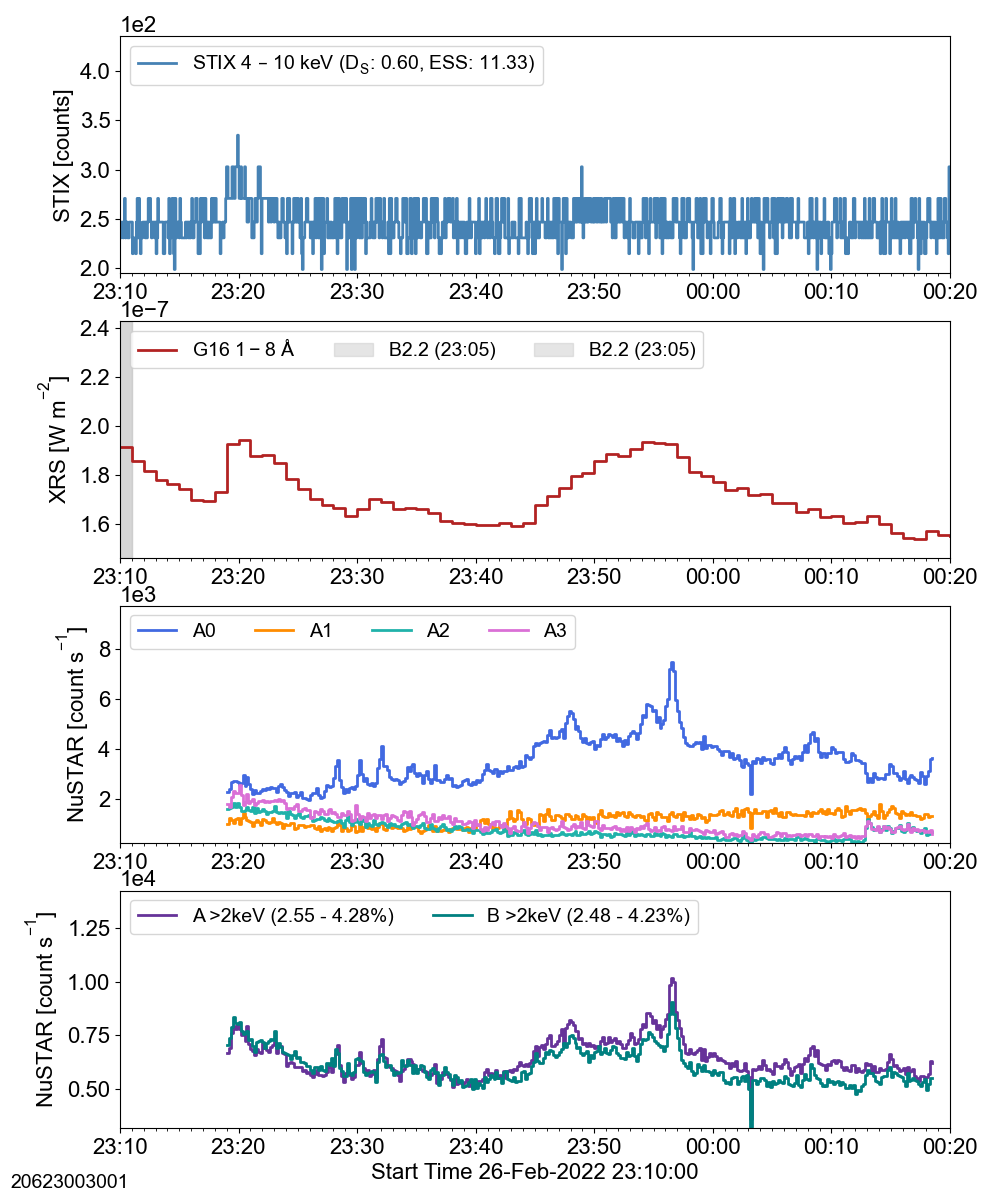 1e2
STIX 4 – 10 keV (D_S: 0.60, ESS: 11.33)
STIX [counts]
4.0
3.5
3.0
2.5
2.0
23:10 23:20 23:30 23:40 23:50 00:00 00:10 00:20
1e−7
G16 1 – 8 Å B2.2 (23:05) B2.2 (23:05)
XRS [W m⁻²]
2.4
2.2
2.0
1.8
1.6
23:10 23:20 23:30 23:40 23:50 00:00 00:10 00:20
1e3
A0 A1 A2 A3
NuSTAR [count s⁻¹]
8
6
4
2
23:10 23:20 23:30 23:40 23:50 00:00 00:10 00:20
1e4
A >2keV (2.55 - 4.28%) B >2keV (2.48 - 4.23%)
NuSTAR [count s⁻¹]
1.25
1.00
0.75
0.50
23:10 23:20 23:30 23:40 23:50 00:00 00:10 00:20
Start Time 26-Feb-2022 23:10:00
20623003001